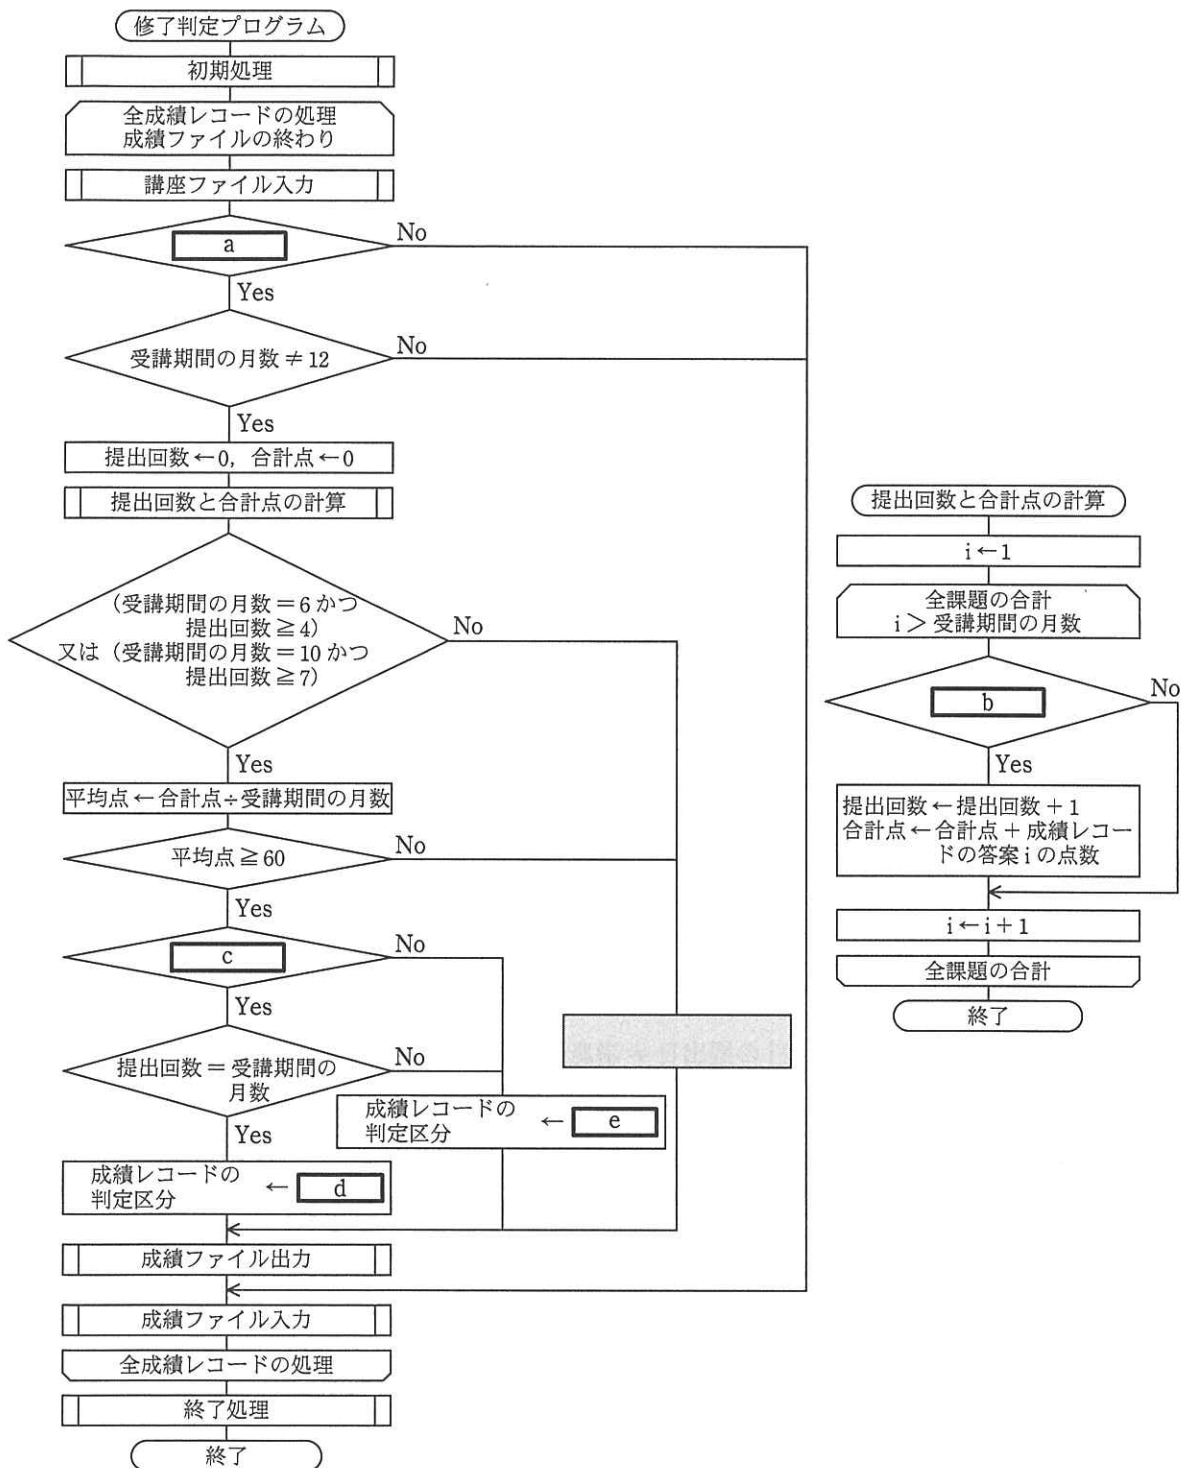 修了判定プログラム
初期処理
全成績レコードの処理
成績ファイルの終わり
講座ファイル入力
a
No
Yes
受講期間の月数≠12
No
Yes
提出回数←0，合計点←0
提出回数と合計点の計算
（受講期間の月数＝6かつ
提出回数≧4）
又は（受講期間の月数＝10かつ
提出回数≧7）
No
Yes
平均点←合計点÷受講期間の月数
平均点≧60
No
Yes
c
No
Yes
提出回数＝受講期間の
月数
No
Yes
成績レコードの
判定区分 ← e
成績レコードの
判定区分 ← d
成績ファイル出力
成績ファイル入力
全成績レコードの処理
終了処理
終了
提出回数と合計点の計算
i←1
全課題の合計
i＞受講期間の月数
b
No
Yes
提出回数←提出回数＋1
合計点←合計点＋成績レコー
ドの答案iの点数
i←i＋1
全課題の合計
終了